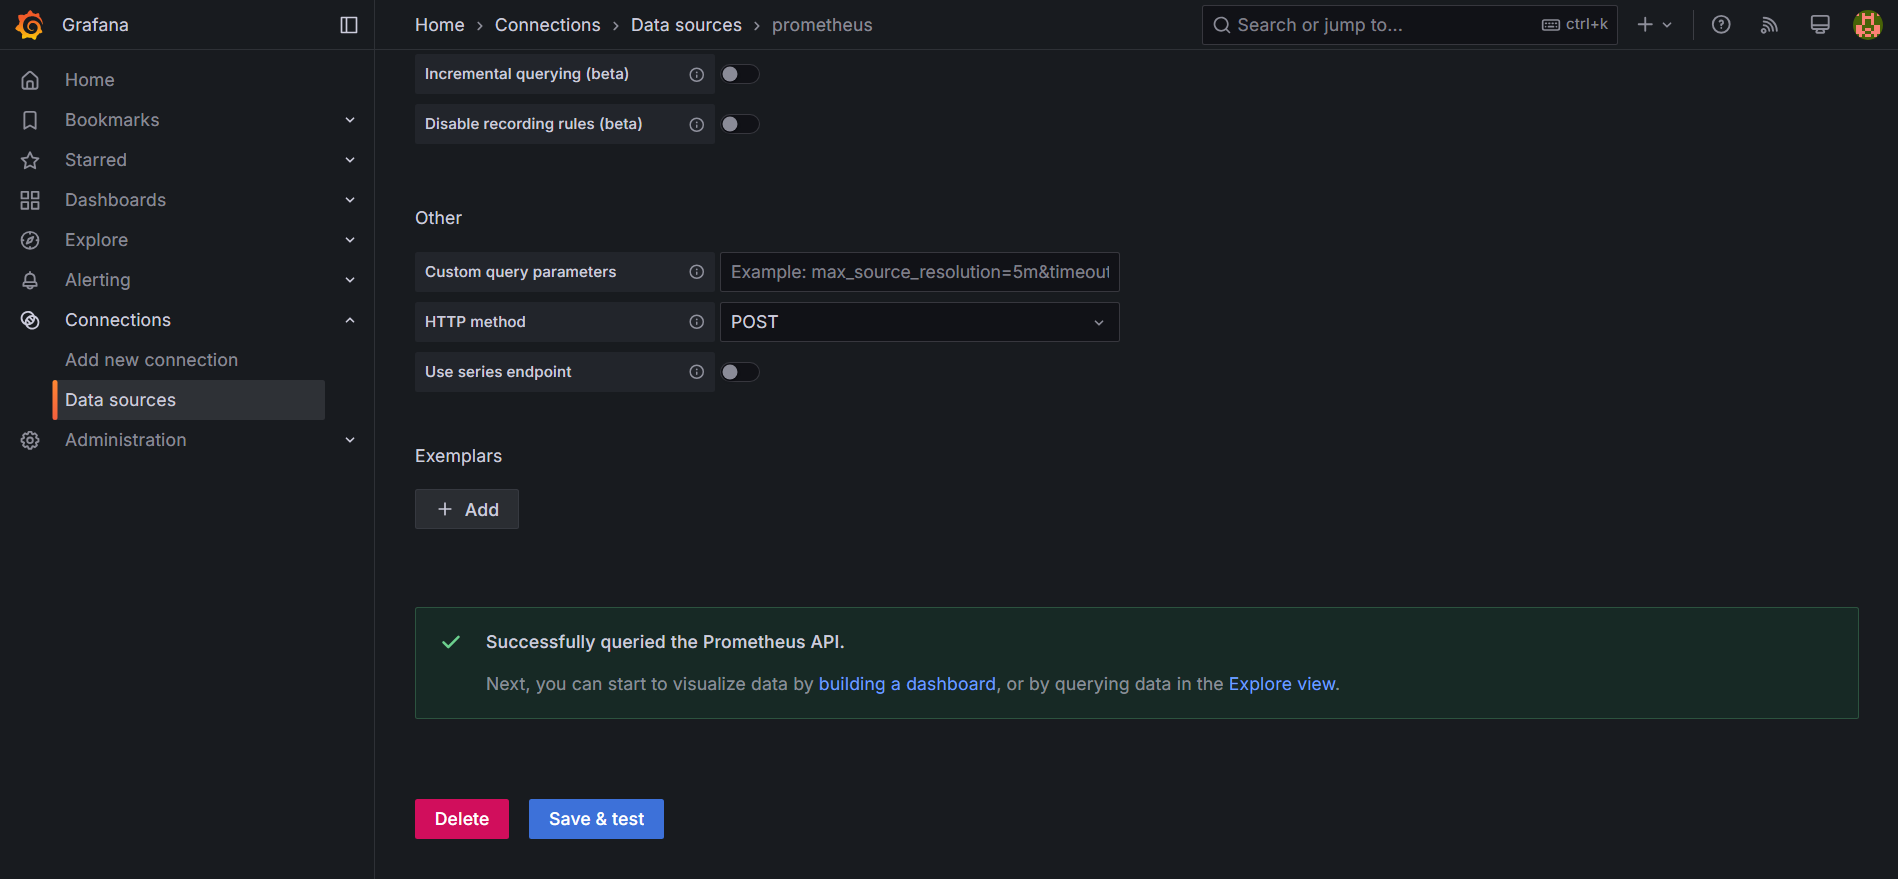 Grafana
Home
Bookmarks
Starred
Dashboards
Explore
Alerting
Connections
Add new connection
Data sources
Administration
Home › Connections › Data sources › prometheus
Search or jump to...
ctrl+k
Incremental querying (beta)
Disable recording rules (beta)
Other
Custom query parameters
Example: max_source_resolution=5m&timeout
HTTP method
POST
Use series endpoint
Exemplars
+ Add
Successfully queried the Prometheus API.
Next, you can start to visualize data by building a dashboard, or by querying data in the Explore view.
Delete
Save & test